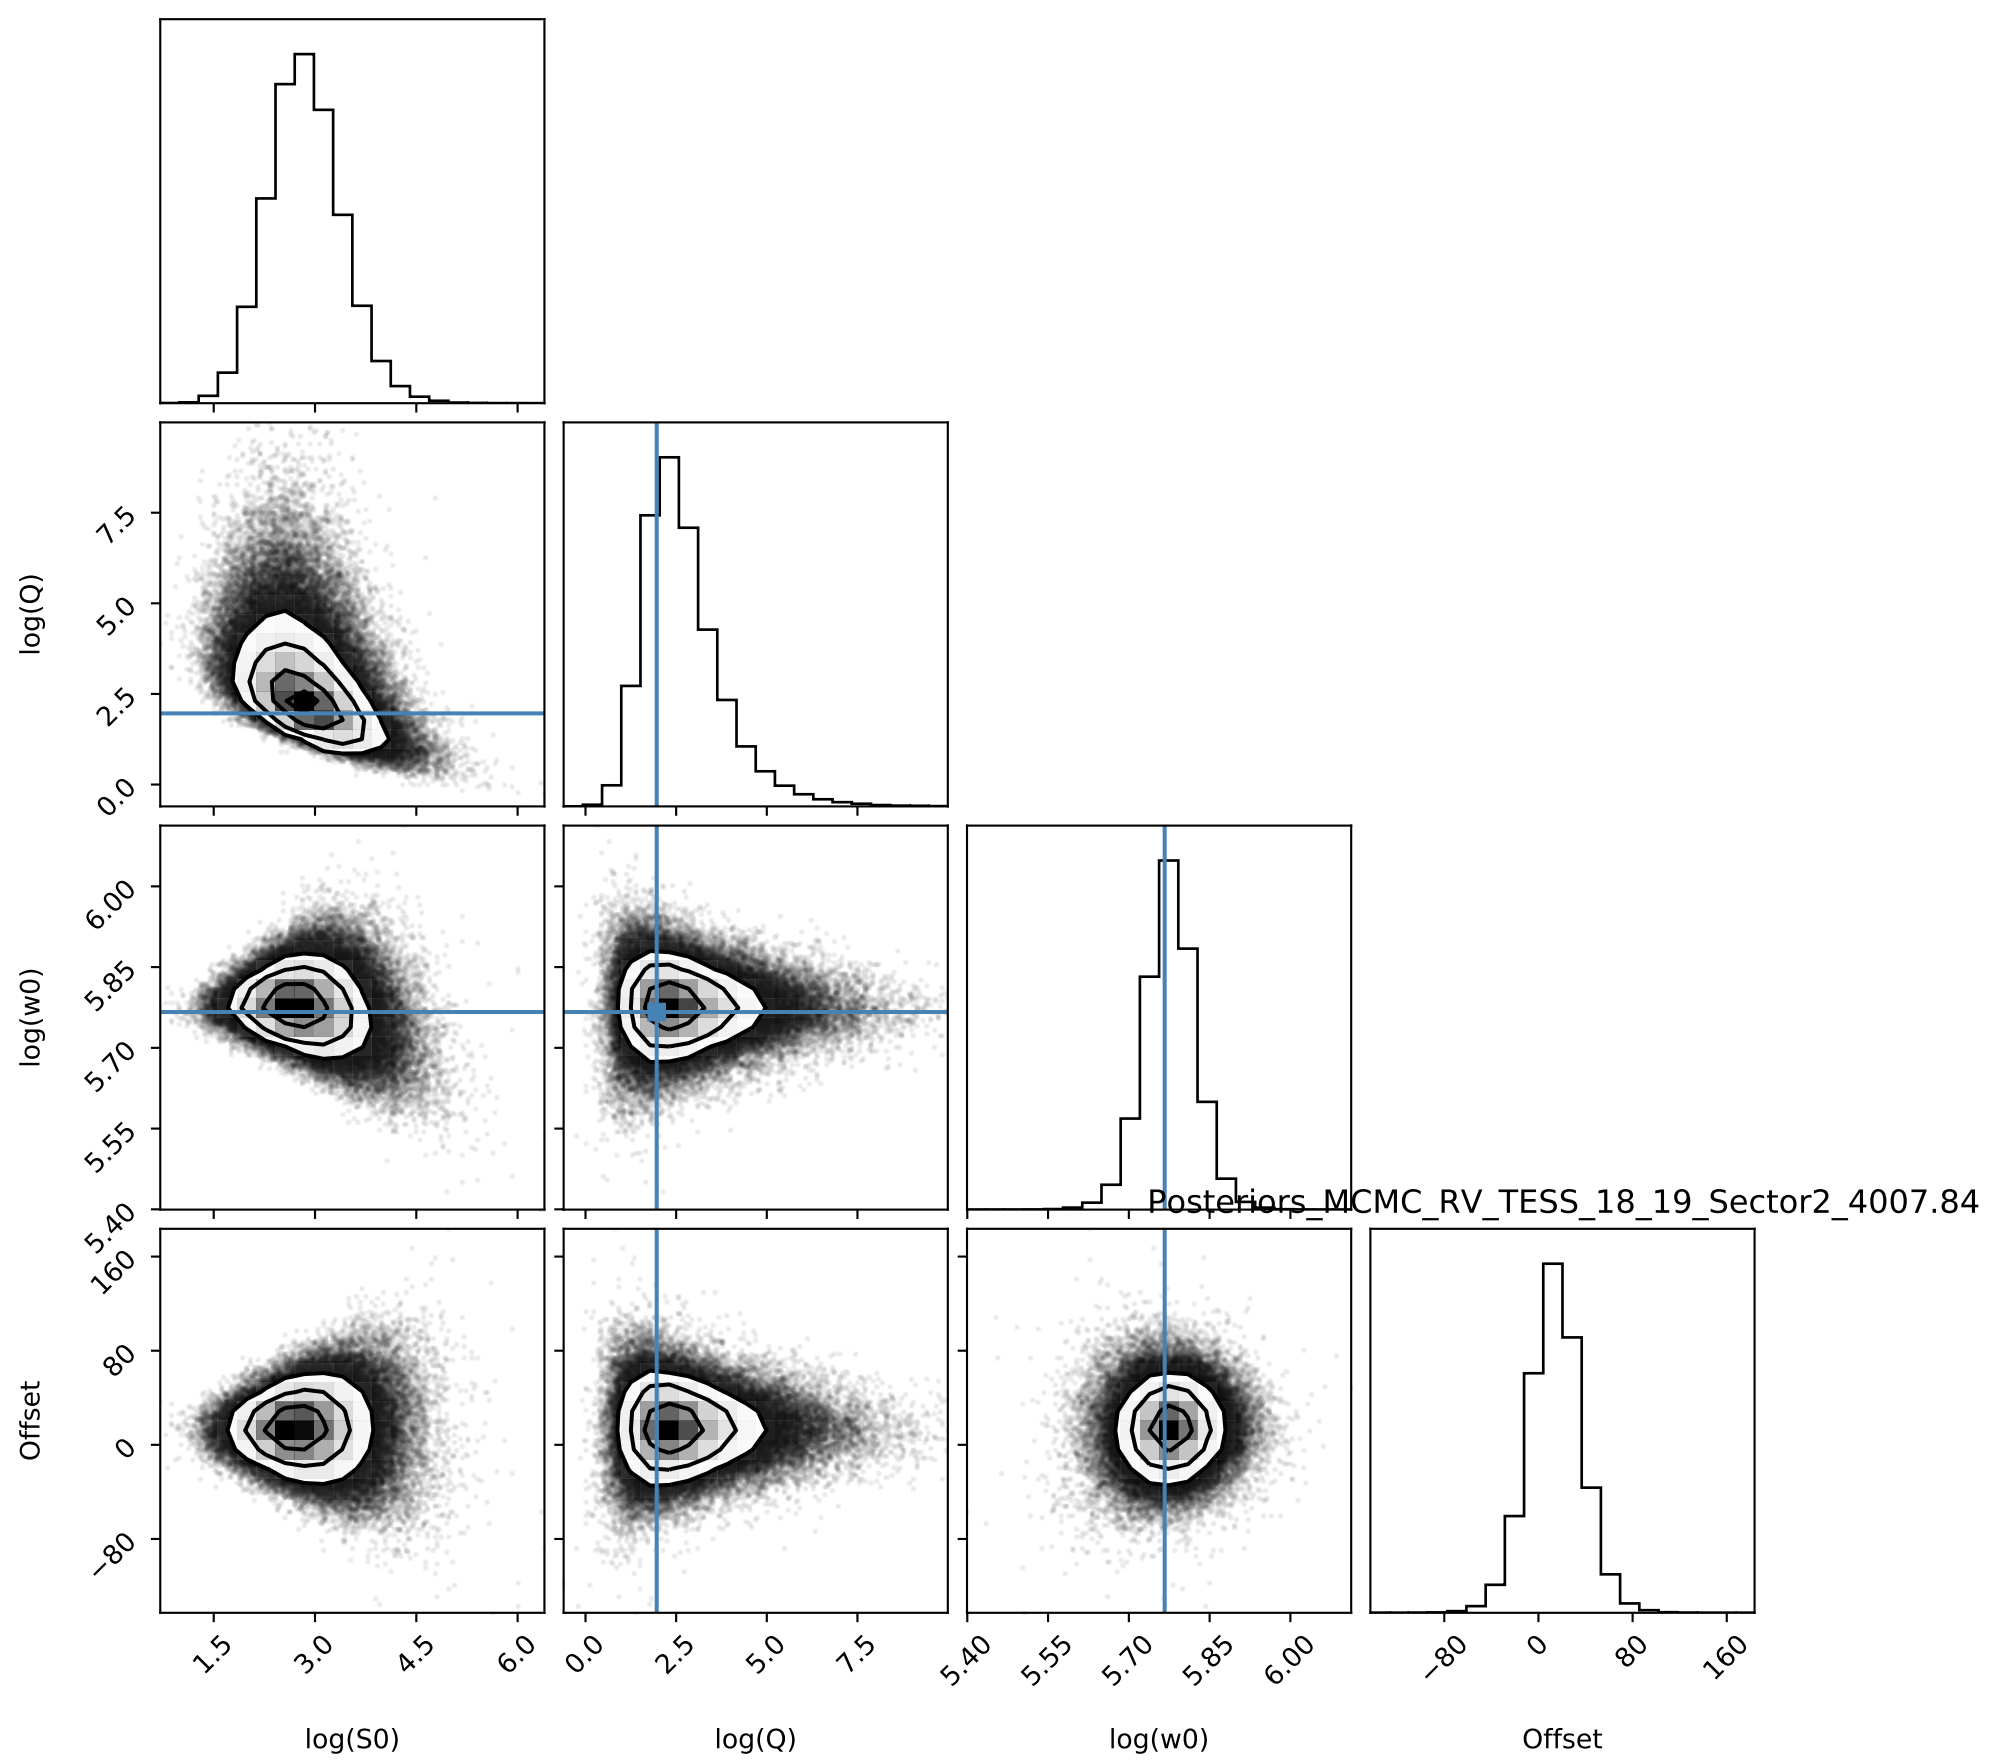 log(Q)
7.5
5.0
2.5
0.0
log(w0)
6.00
5.85
5.70
5.55
5.40
Posteriors_MCMC_RV_TESS_18_19_Sector2_4007.84
Offset
160
80
0
−80
1.5 3.0 4.5 6.0 0.0 2.5 5.0 7.5 5.40 5.55 5.70 5.85 6.00 −80 0 80 160
log(S0) log(Q) log(w0) Offset